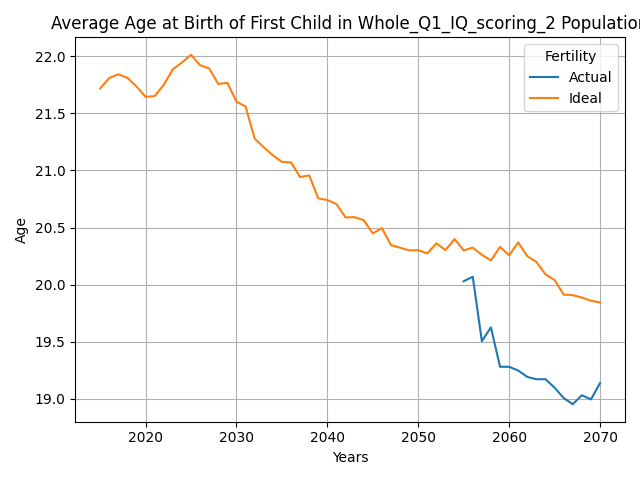 Average Age at Birth of First Child in Whole_Q1_IQ_scoring_2 Population
Fertility
Actual
Ideal
22.0
21.5
21.0
20.5
20.0
19.5
19.0
Age
2020 2030 2040 2050 2060 2070
Years